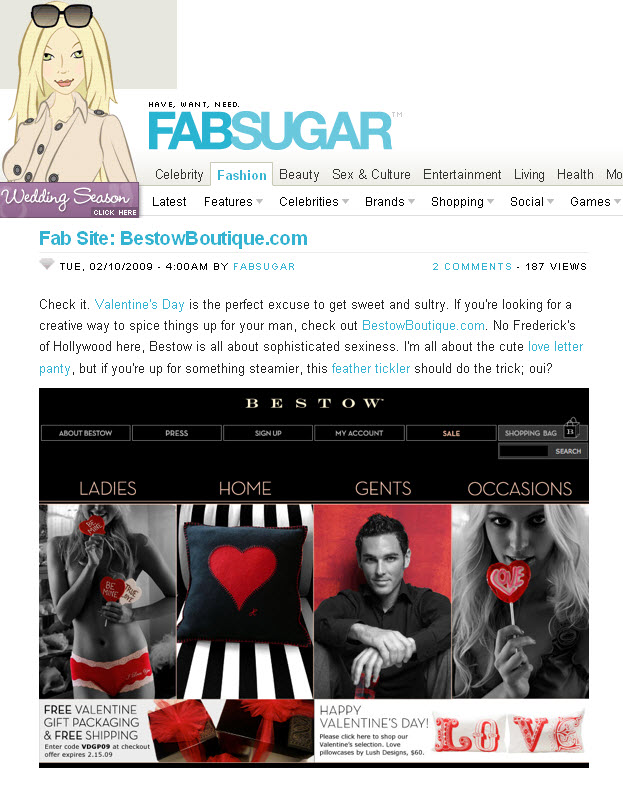 HAVE, WANT, NEED.
FABSUGAR™
Celebrity Fashion Beauty Sex & Culture Entertainment Living Health Mo
Wedding Season
CLICK HERE
Latest Features Celebrities Brands Shopping Social Games
Fab Site: BestowBoutique.com
TUE, 02/10/2009 - 4:00AM BY FABSUGAR 2 COMMENTS - 187 VIEWS
Check it. Valentine's Day is the perfect excuse to get sweet and sultry. If you're looking for a
creative way to spice things up for your man, check out BestowBoutique.com. No Frederick's
of Hollywood here, Bestow is all about sophisticated sexiness. I'm all about the cute love letter
panty, but if you're up for something steamier, this feather tickler should do the trick; oui?
BESTOW
ABOUT BESTOW PRESS SIGN UP MY ACCOUNT SALE SHOPPING BAG B
SEARCH
LADIES HOME GENTS OCCASIONS
BE MINE
BE MINE
TRUE LOVE
I Love You
LOVE
FREE VALENTINE
GIFT PACKAGING
& FREE SHIPPING
Enter code VDGP09 at checkout
offer expires 2.15.09
HAPPY
VALENTINE'S DAY!
Please click here to shop our
Valentine's selection. Love
pillowcases by Lush Designs, $60.
LOVE